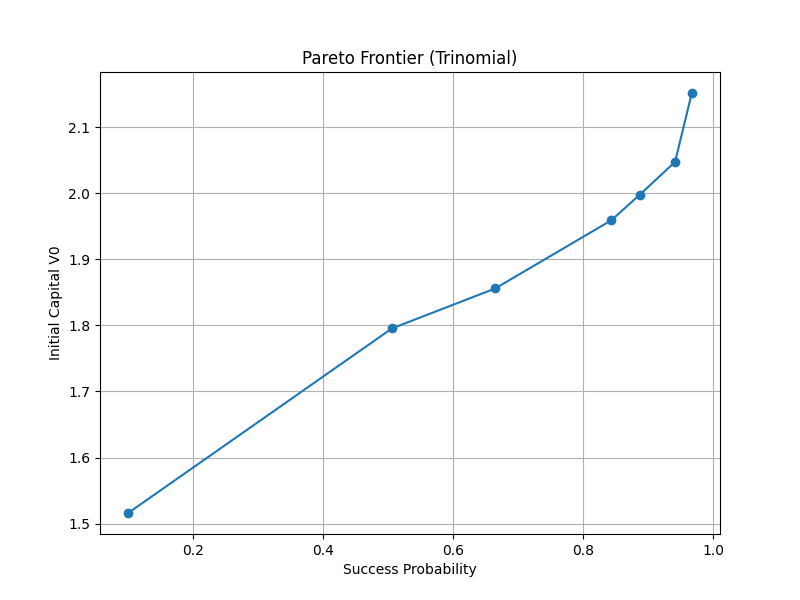 Pareto Frontier (Trinomial)
Initial Capital V0
2.1
2.0
1.9
1.8
1.7
1.6
1.5
0.2 0.4 0.6 0.8 1.0
Success Probability